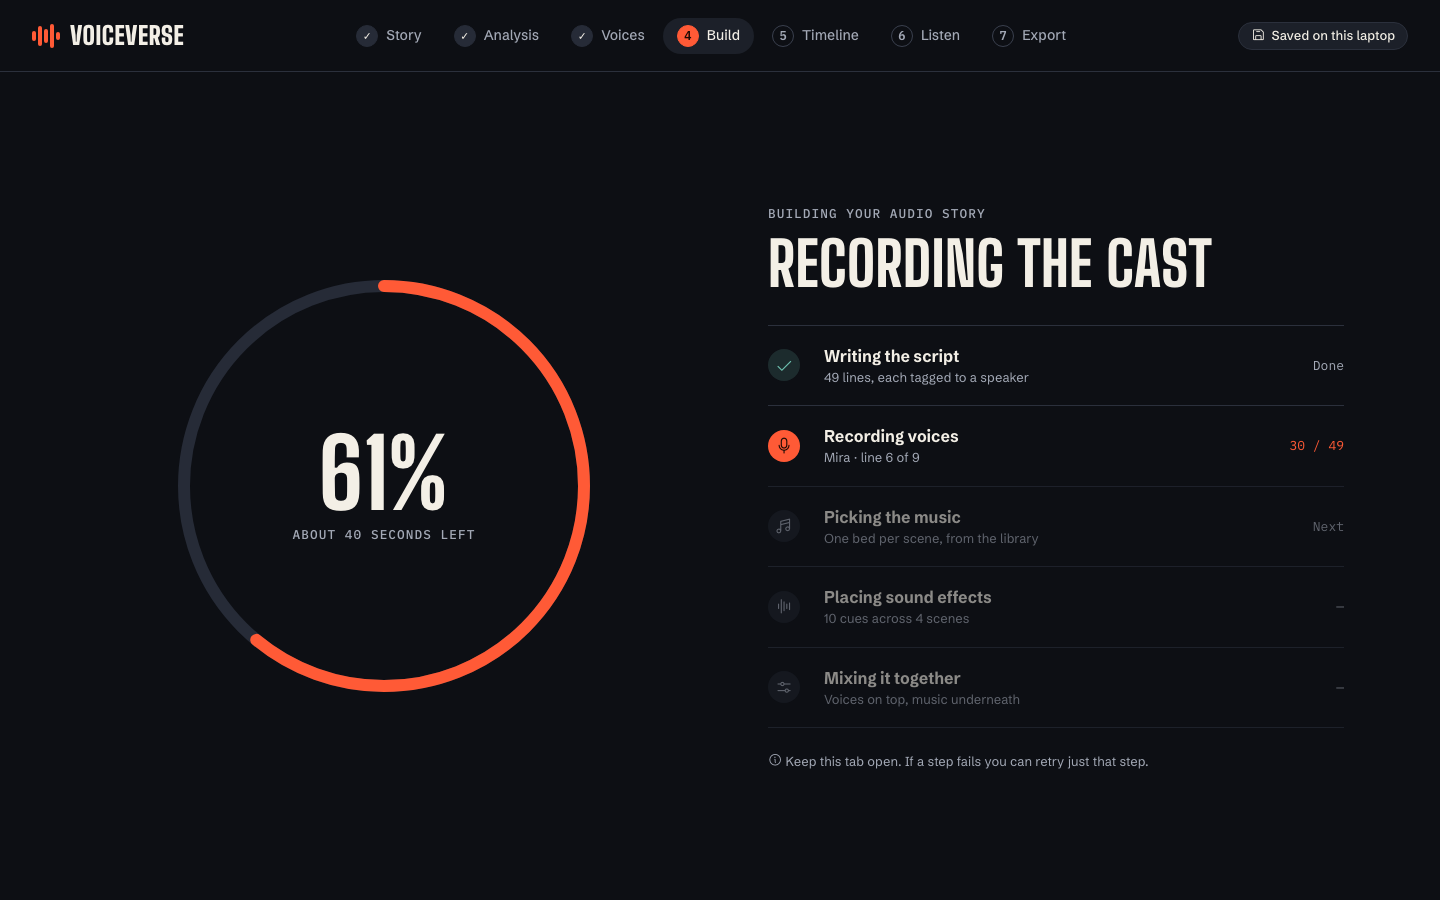 VOICEVERSE
✓ Story
✓ Analysis
✓ Voices
4 Build
5 Timeline
6 Listen
7 Export
Saved on this laptop
61%
ABOUT 40 SECONDS LEFT
BUILDING YOUR AUDIO STORY
RECORDING THE CAST
Writing the script
49 lines, each tagged to a speaker
Done
Recording voices
Mira · line 6 of 9
30 / 49
Picking the music
One bed per scene, from the library
Next
Placing sound effects
10 cues across 4 scenes
—
Mixing it together
Voices on top, music underneath
—
Keep this tab open. If a step fails you can retry just that step.